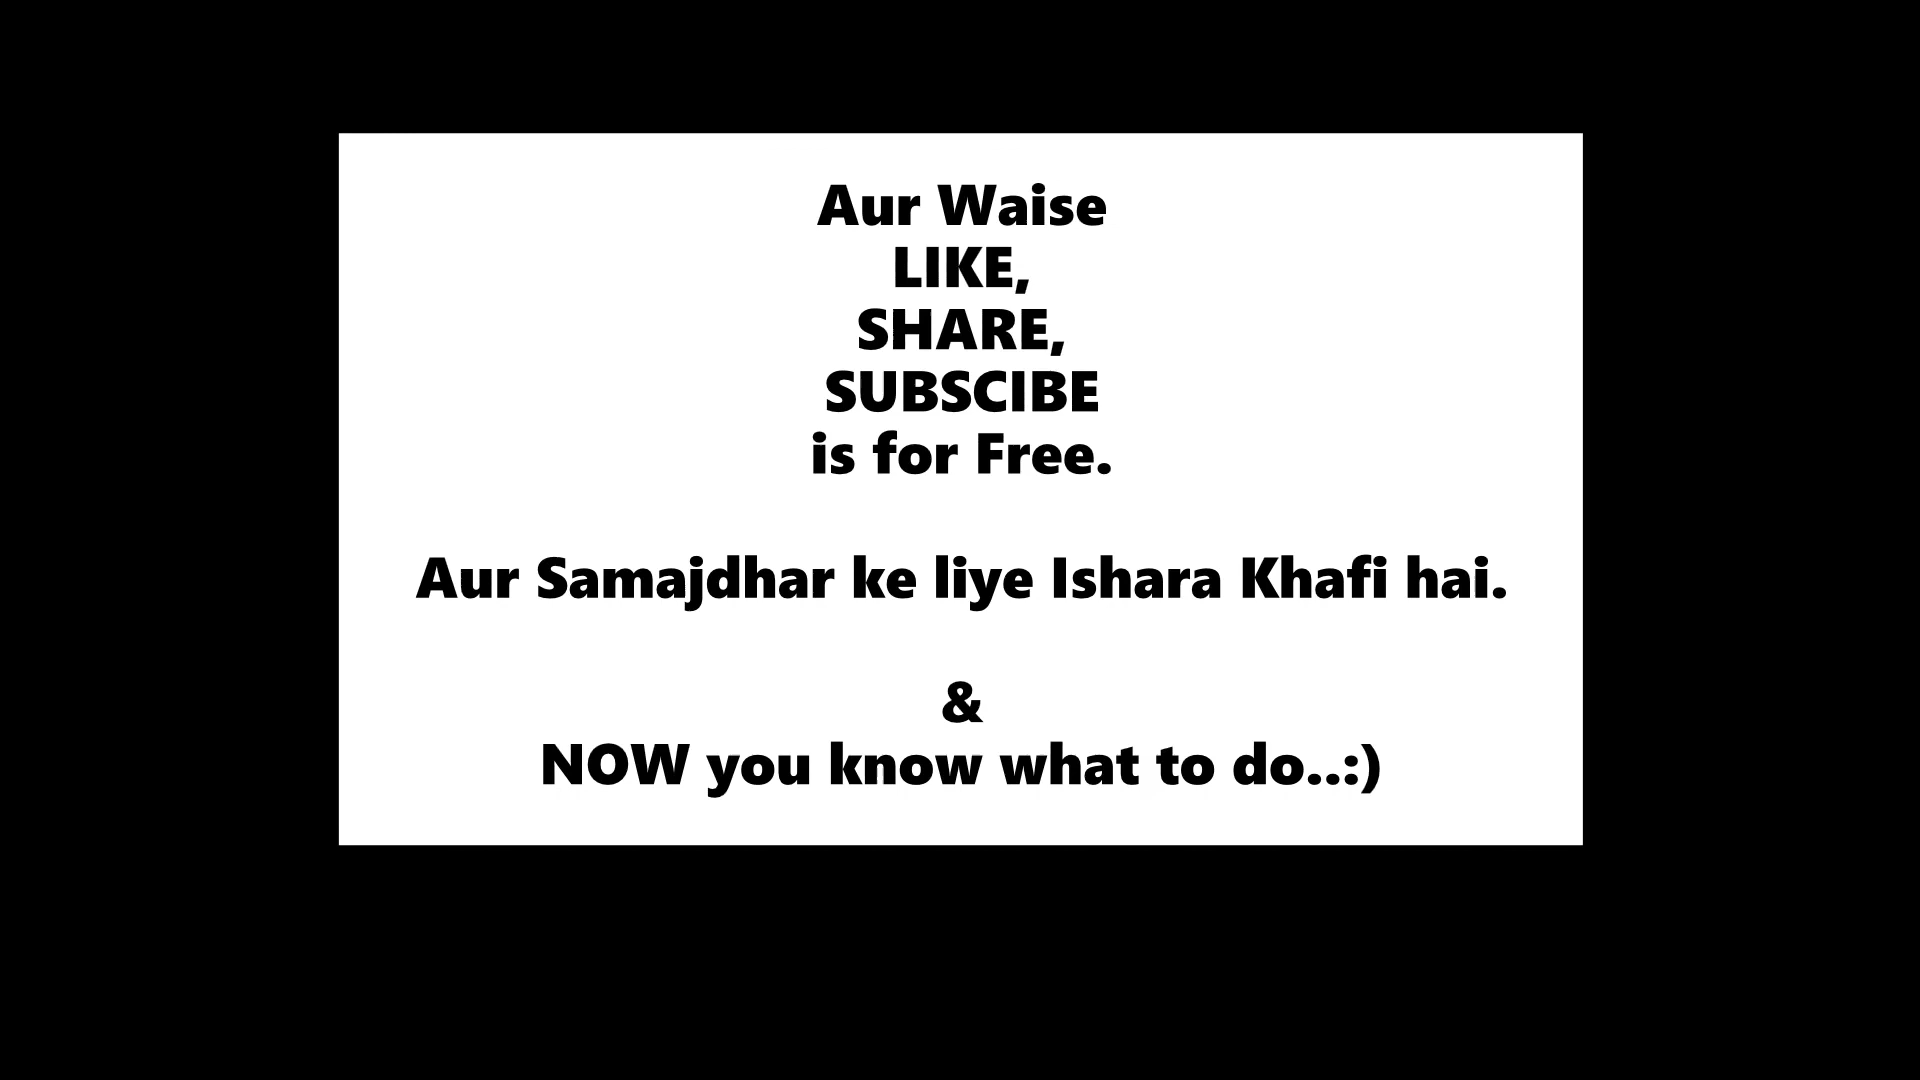 Aur Waise
LIKE,
SHARE,
SUBSCIBE
is for Free.
Aur Samajdhar ke liye Ishara Khafi hai.
&
NOW you know what to do..:)